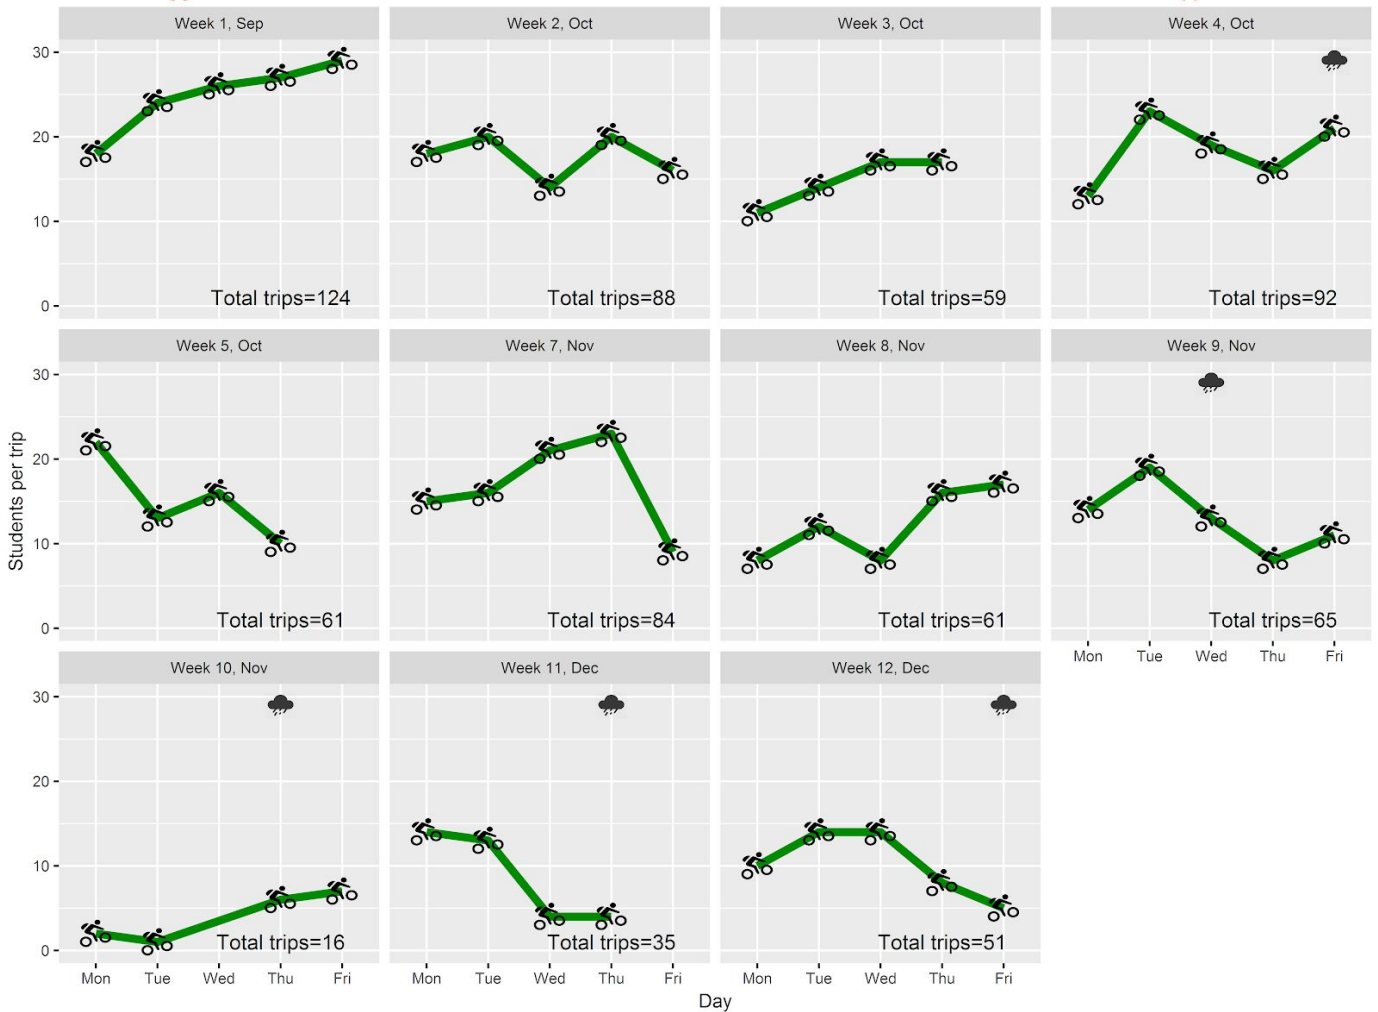 Week 1, Sep
Week 2, Oct
Week 3, Oct
Week 4, Oct
30
20
10
0
Total trips=124
Total trips=88
Total trips=59
Total trips=92
Week 5, Oct
Week 7, Nov
Week 8, Nov
Week 9, Nov
30
20
10
0
Total trips=61
Total trips=84
Total trips=61
Total trips=65
Mon Tue Wed Thu Fri
Students per trip
Week 10, Nov
Week 11, Dec
Week 12, Dec
30
20
10
0
Total trips=16
Total trips=35
Total trips=51
Mon Tue Wed Thu Fri
Mon Tue Wed Thu Fri
Mon Tue Wed Thu Fri
Day